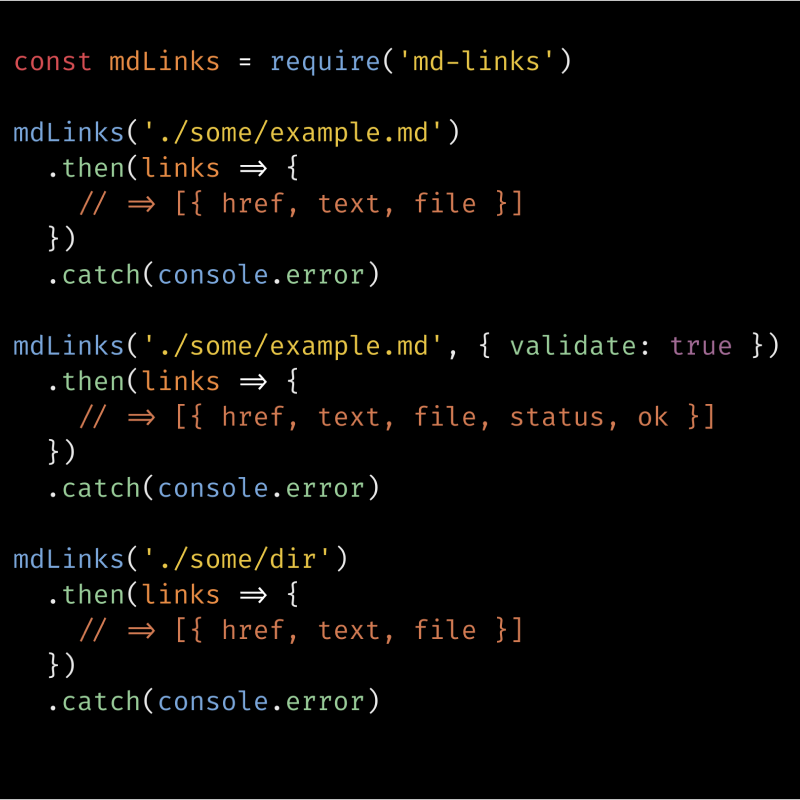 const mdLinks = require('md-links')
mdLinks('./some/example.md')
  .then(links => {
    // => [{ href, text, file }]
  })
  .catch(console.error)
mdLinks('./some/example.md', { validate: true })
  .then(links => {
    // => [{ href, text, file, status, ok }]
  })
  .catch(console.error)
mdLinks('./some/dir')
  .then(links => {
    // => [{ href, text, file }]
  })
  .catch(console.error)